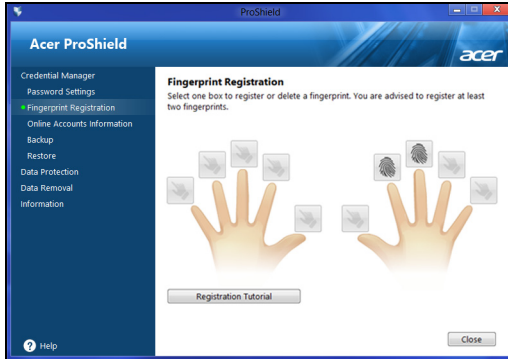 ProShield
Acer ProShield
acer
Credential Manager
Password Settings
Fingerprint Registration
Online Accounts Information
Backup
Restore
Data Protection
Data Removal
Information
Fingerprint Registration
Select one box to register or delete a fingerprint. You are advised to register at least
two fingerprints.
Registration Tutorial
? Help
Close